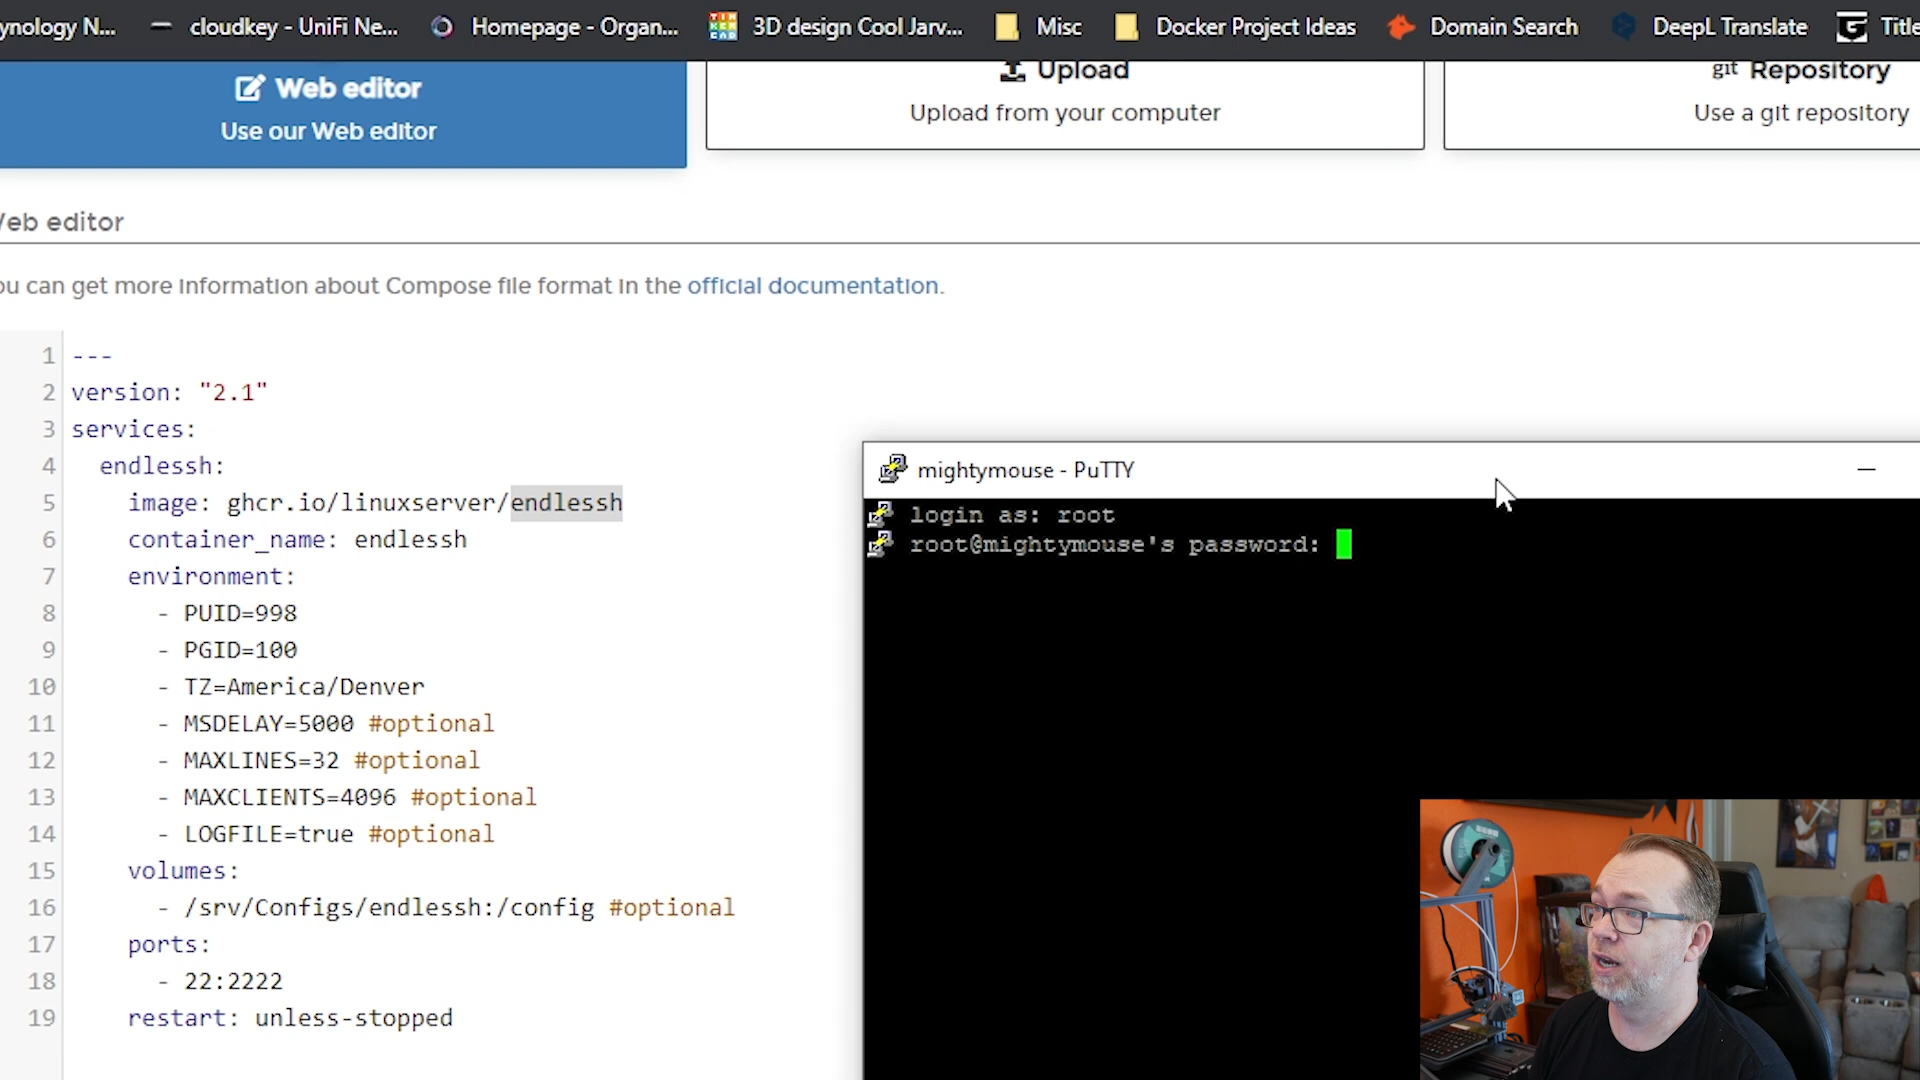 ynology N...
cloudkey - UniFi Ne...
Homepage - Organ...
TIN KER CAD
3D design Cool Jarv...
Misc
Docker Project Ideas
Domain Search
DeepL Translate
Title
Web editor
Use our Web editor
Upload
Upload from your computer
git Repository
Use a git repository
Web editor
ou can get more information about Compose file format in the official documentation.
1 ---
2 version: "2.1"
3 services:
4 endlessh:
5 image: ghcr.io/linuxserver/endlessh
6 container_name: endlessh
7 environment:
8 - PUID=998
9 - PGID=100
10 - TZ=America/Denver
11 - MSDELAY=5000 #optional
12 - MAXLINES=32 #optional
13 - MAXCLIENTS=4096 #optional
14 - LOGFILE=true #optional
15 volumes:
16 - /srv/Configs/endlessh:/config #optional
17 ports:
18 - 22:2222
19 restart: unless-stopped
mightymouse - PuTTY
login as: root
root@mightymouse's password: